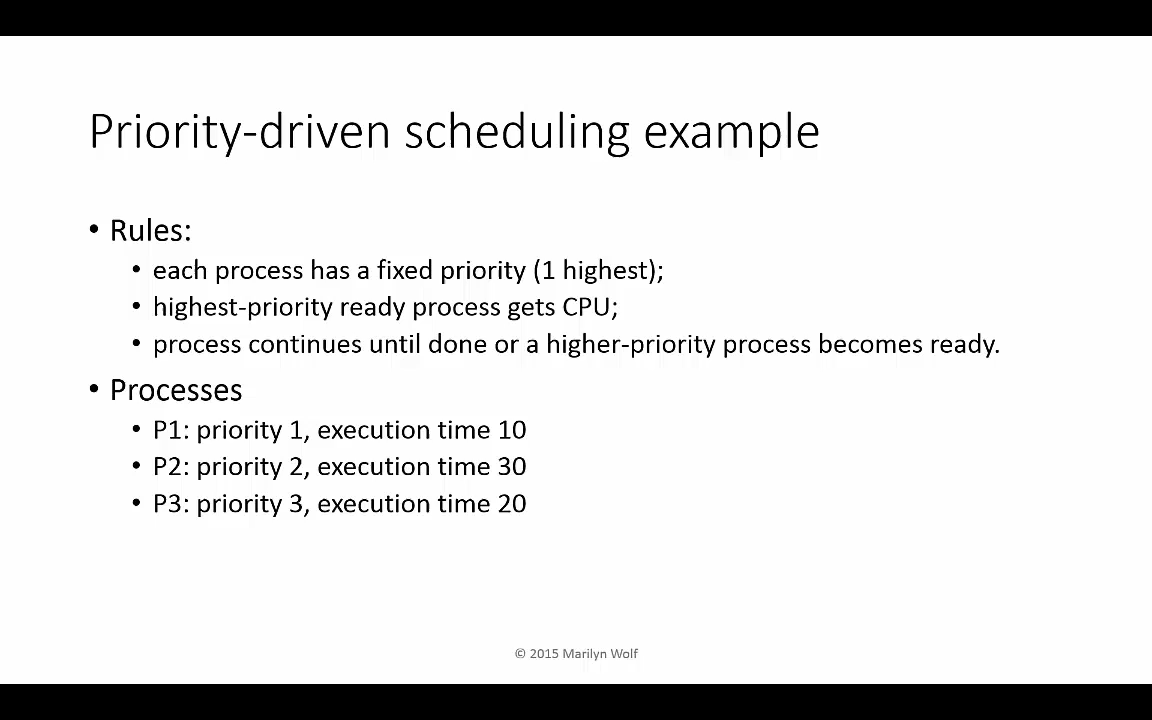 Priority-driven scheduling example
• Rules:
• each process has a fixed priority (1 highest);
• highest-priority ready process gets CPU;
• process continues until done or a higher-priority process becomes ready.
• Processes
• P1: priority 1, execution time 10
• P2: priority 2, execution time 30
• P3: priority 3, execution time 20
© 2015 Marilyn Wolf